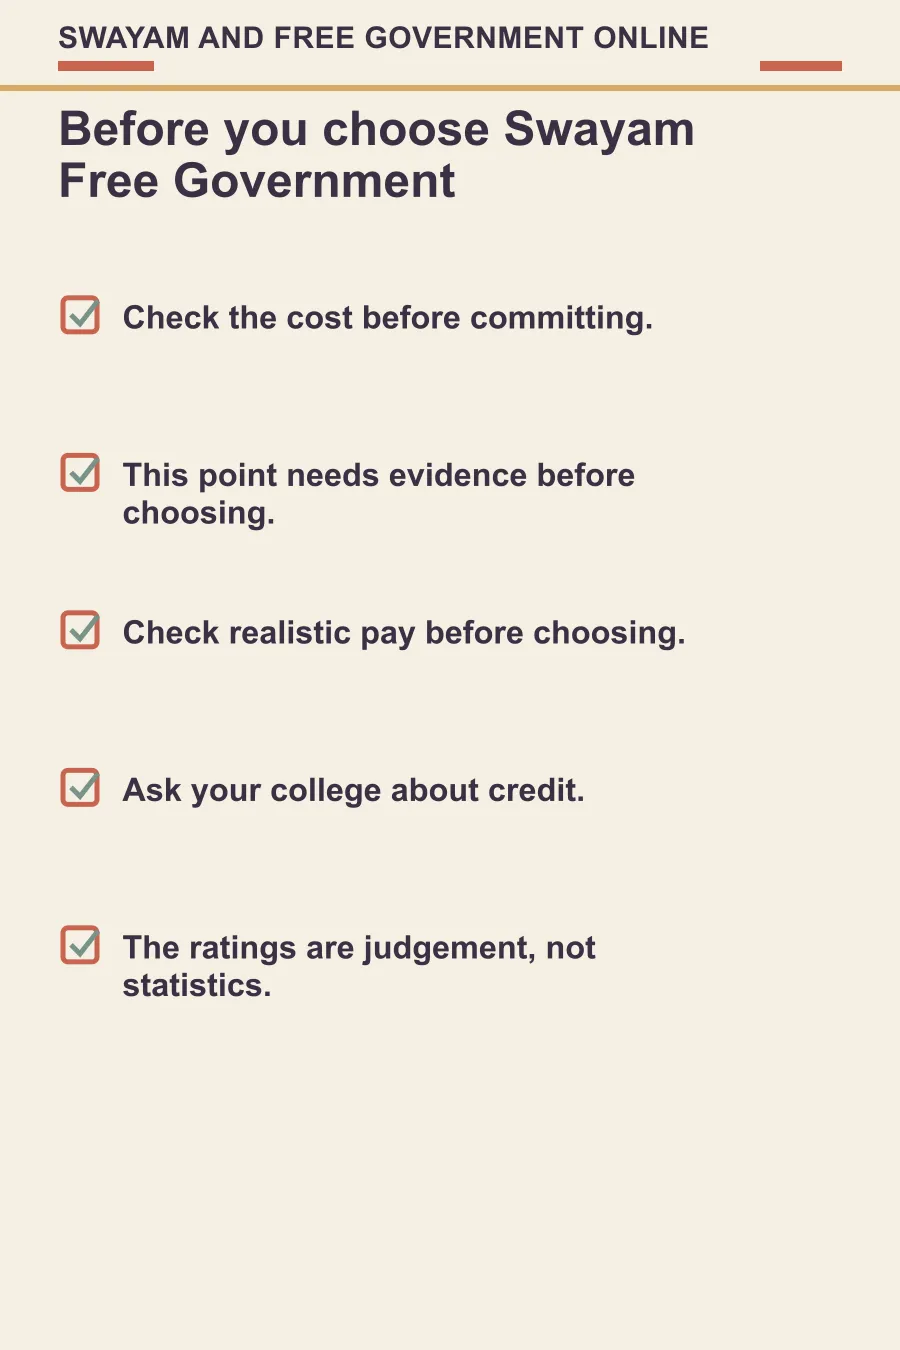 SWAYAM AND FREE GOVERNMENT ONLINE
Before you choose Swayam
Free Government
Check the cost before committing.
This point needs evidence before
choosing.
Check realistic pay before choosing.
Ask your college about credit.
The ratings are judgement, not
statistics.